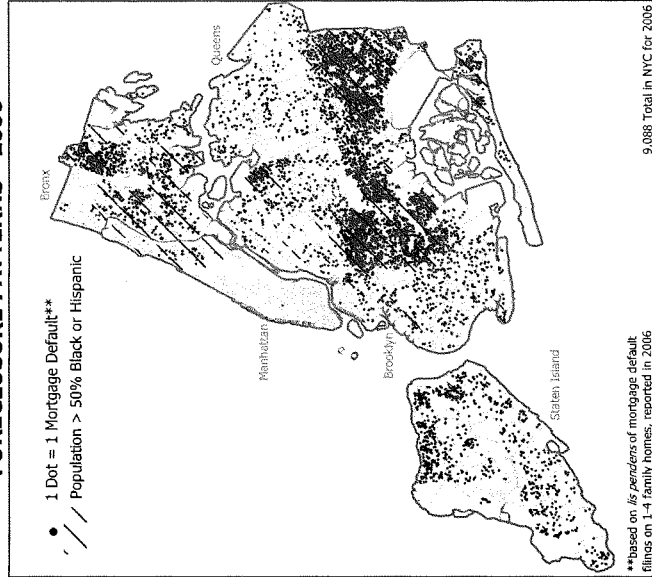 ● 1 Dot = 1 Mortgage Default**
Population > 50% Black or Hispanic
Bronx
Manhattan
Queens
Brooklyn
Staten Island
**based on lis pendens of mortgage default
filings on 1-4 family homes, reported in 2006
9,088 Total in NYC for 2006